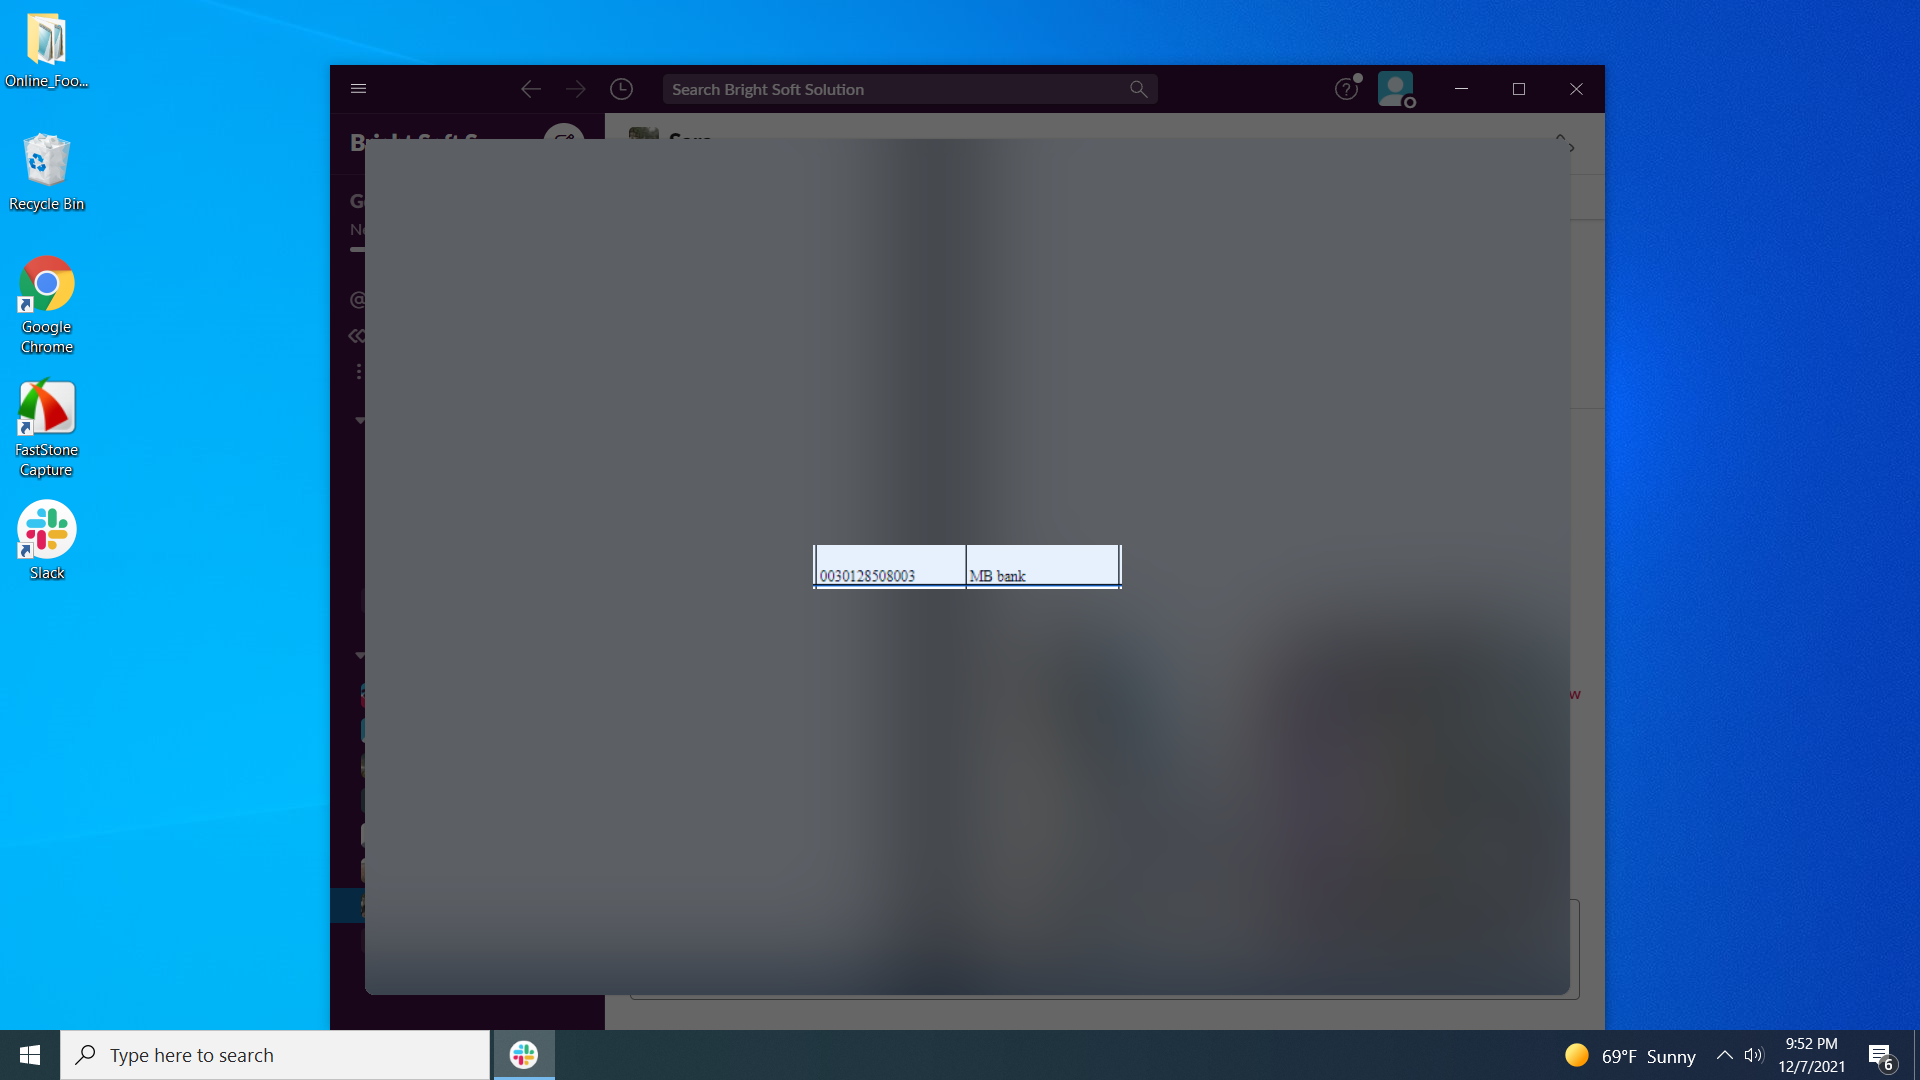 Online_Foo...
Recycle Bin
Google
Chrome
FastStone
Capture
Slack
Search Bright Soft Solution
0030128508003 MB bank
Type here to search
69°F Sunny
9:52 PM
12/7/2021
6